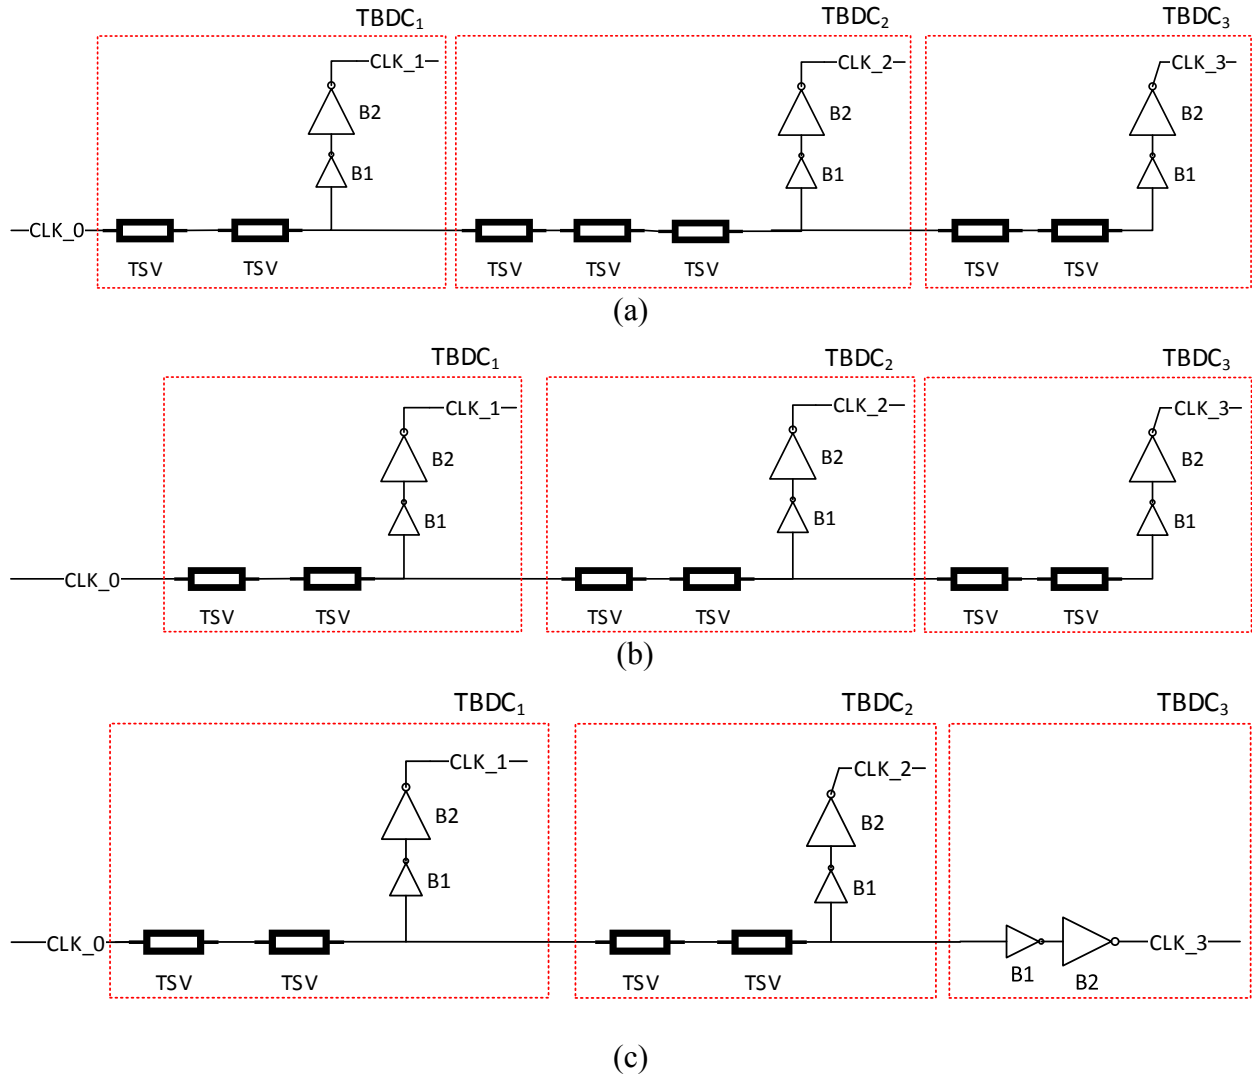 TBDC₁ TBDC₂ TBDC₃
CLK_1 CLK_2 CLK_3
B2 B2 B2
B1 B1 B1
CLK_0
TSV TSV TSV TSV TSV TSV TSV
(a)
TBDC₁ TBDC₂ TBDC₃
CLK_1 CLK_2 CLK_3
B2 B2 B2
B1 B1 B1
CLK_0
TSV TSV TSV TSV TSV TSV
(b)
TBDC₁ TBDC₂ TBDC₃
CLK_1 CLK_2
B2 B2
B1 B1
CLK_0 CLK_3
TSV TSV TSV TSV B1 B2
(c)